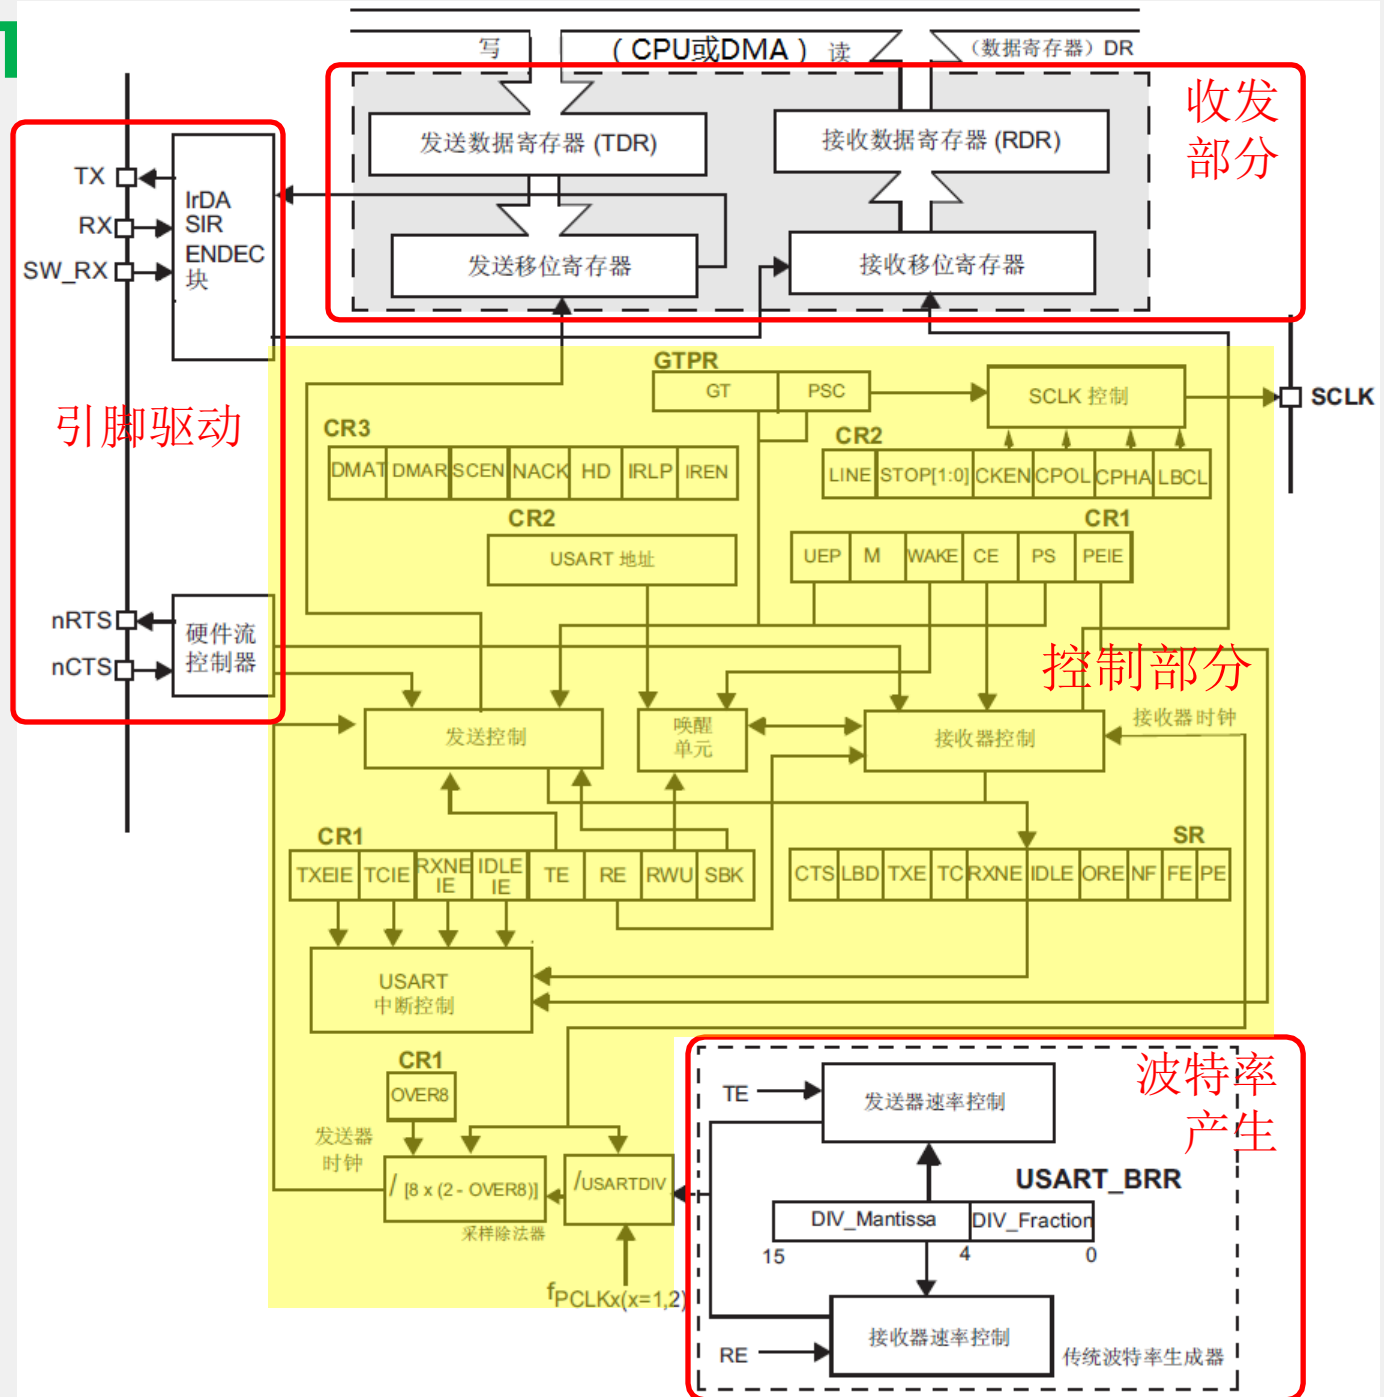 写
（CPU或DMA）
读
（数据寄存器）DR
收发
部分
发送数据寄存器 (TDR)
接收数据寄存器 (RDR)
TX
RX
SW_RX
IrDA
SIR
ENDEC
块
发送移位寄存器
接收移位寄存器
引脚驱动
GTPR
GT
PSC
SCLK 控制
SCLK
CR3
DMAT
DMAR
SCEN
NACK
HD
IRLP
IREN
CR2
LINE
STOP[1:0]
CKEN
CPOL
CPHA
LBCL
CR2
USART 地址
CR1
UEP
M
WAKE
CE
PS
PEIE
nRTS
nCTS
硬件流
控制器
控制部分
发送控制
唤醒
单元
接收器控制
接收器时钟
CR1
TXEIE
TCIE
RXNE
IE
IDLE
IE
TE
RE
RWU
SBK
SR
CTS
LBD
TXE
TC
RXNE
IDLE
ORE
NF
FE
PE
USART
中断控制
CR1
OVER8
发送器
时钟
/ [8 x (2 - OVER8)]
/USARTDIV
采样除法器
fPCLKx(x=1,2)
波特率
产生
TE
发送器速率控制
USART_BRR
DIV_Mantissa
DIV_Fraction
15
4
0
RE
接收器速率控制
传统波特率生成器